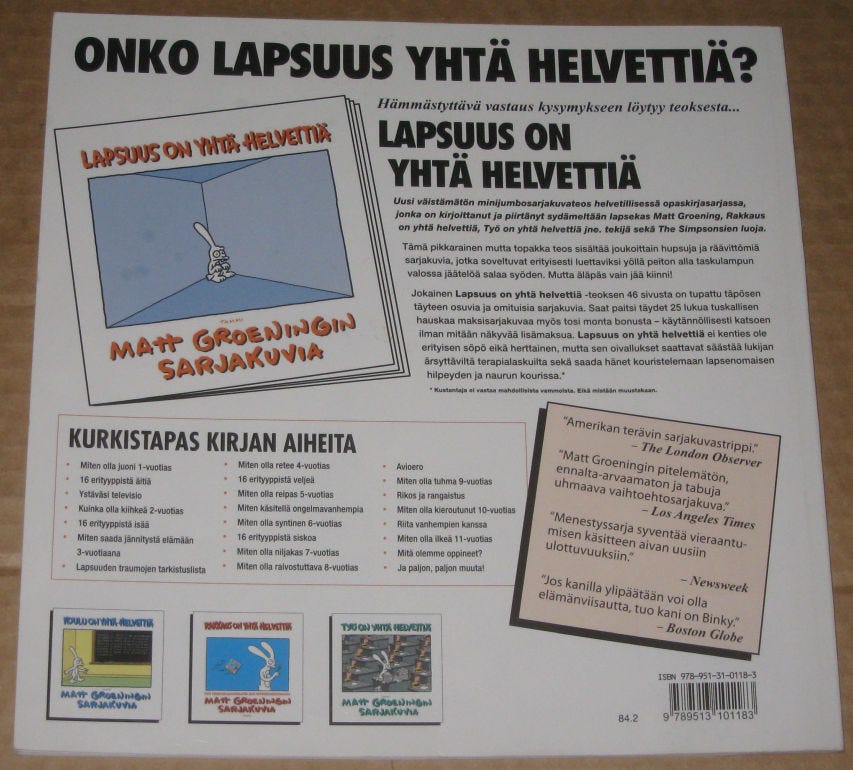 ONKO LAPSUUS YHTÄ HELVETTIÄ?
Hämmästyttävä vastaus kysymykseen löytyy teoksesta...
LAPSUUS ON
YHTÄ HELVETTIÄ
Uusi väistämätön minijumbosarjakuvateos helvetillisessä opaskirjasarjassa,
jonka on kirjoittanut ja piirtänyt sydämeltään lapsekas Matt Groening, Rakkaus
on yhtä helvettiä, Työ on yhtä helvettiä jne. tekijä sekä The Simpsonsien luoja.
Tämä pikkarainen mutta topakka teos sisältää joukoittain hupsuja ja räävittömiä
sarjakuvia, jotka soveltuvat erityisesti luettaviksi yöllä peiton alla taskulampun
valossa jäätelöä salaa syöden. Mutta äläpäs vain jää kiinni!
Jokainen Lapsuus on yhtä helvettiä -teoksen 46 sivusta on tupattu täpösen
täyteen osuvia ja omituisia sarjakuvia. Saat paitsi täydet 25 lukua tuskallisen
hauskaa maksisarjakuvaa myös tosi monta bonusta – käytännöllisesti katsoen
ilman mitään näkyvää lisämaksua. Lapsuus on yhtä helvettiä ei kenties ole
erityisen söpö eikä herttainen, mutta sen oivallukset saattavat säästää lukijan
ärsyttäviltä terapialaskuilta sekä saada hänet kouristelemaan lapsenomaisen
hilpeyden ja naurun kourissa.*
* Kustantaja ei vastaa mahdollisista vammoista. Eikä mistään muustakaan.
LAPSUUS ON YHTÄ HELVETTIÄ
TAMMI
MATT GROENINGIN
SARJAKUVIA
KURKISTAPAS KIRJAN AIHEITA
• Miten olla juoni 1-vuotias
• 16 erityyppistä äitiä
• Ystäväsi televisio
• Kuinka olla kiihkeä 2-vuotias
• 16 erityyppistä isää
• Miten saada jännitystä elämään
3-vuotiaana
• Lapsuuden traumojen tarkistuslista
• Miten olla retee 4-vuotias
• 16 erityyppistä veljeä
• Miten olla reipas 5-vuotias
• Miten käsitellä ongelmavanhempia
• Miten olla syntinen 6-vuotias
• 16 erityyppistä siskoa
• Miten olla niljakas 7-vuotias
• Miten olla raivostuttava 8-vuotias
• Avioero
• Miten olla tuhma 9-vuotias
• Rikos ja rangaistus
• Miten olla kieroutunut 10-vuotias
• Riita vanhempien kanssa
• Miten olla ilkeä 11-vuotias
• Mitä olemme oppineet?
• Ja paljon, paljon muuta!
"Amerikan terävin sarjakuvastrippi."
– The London Observer
"Matt Groeningin pitelemätön,
ennalta-arvaamaton ja tabuja
uhmaava vaihtoehtosarjakuva."
– Los Angeles Times
"Menestyssarja syventää vieraantu-
misen käsitteen aivan uusiin
ulottuvuuksiin."
– Newsweek
"Jos kanilla ylipäätään voi olla
elämänviisautta, tuo kani on Binky."
– Boston Globe
KOULU ON YHTÄ HELVETTIÄ
MATT GROENINGIN
SARJAKUVIA
RAKKAUS ON YHTÄ HELVETTIÄ
MATT GROENINGIN
SARJAKUVIA
TYÖ ON YHTÄ HELVETTIÄ
MATT GROENINGIN
SARJAKUVIA
ISBN 978-951-31-0118-3
84.2
9 789513 101183